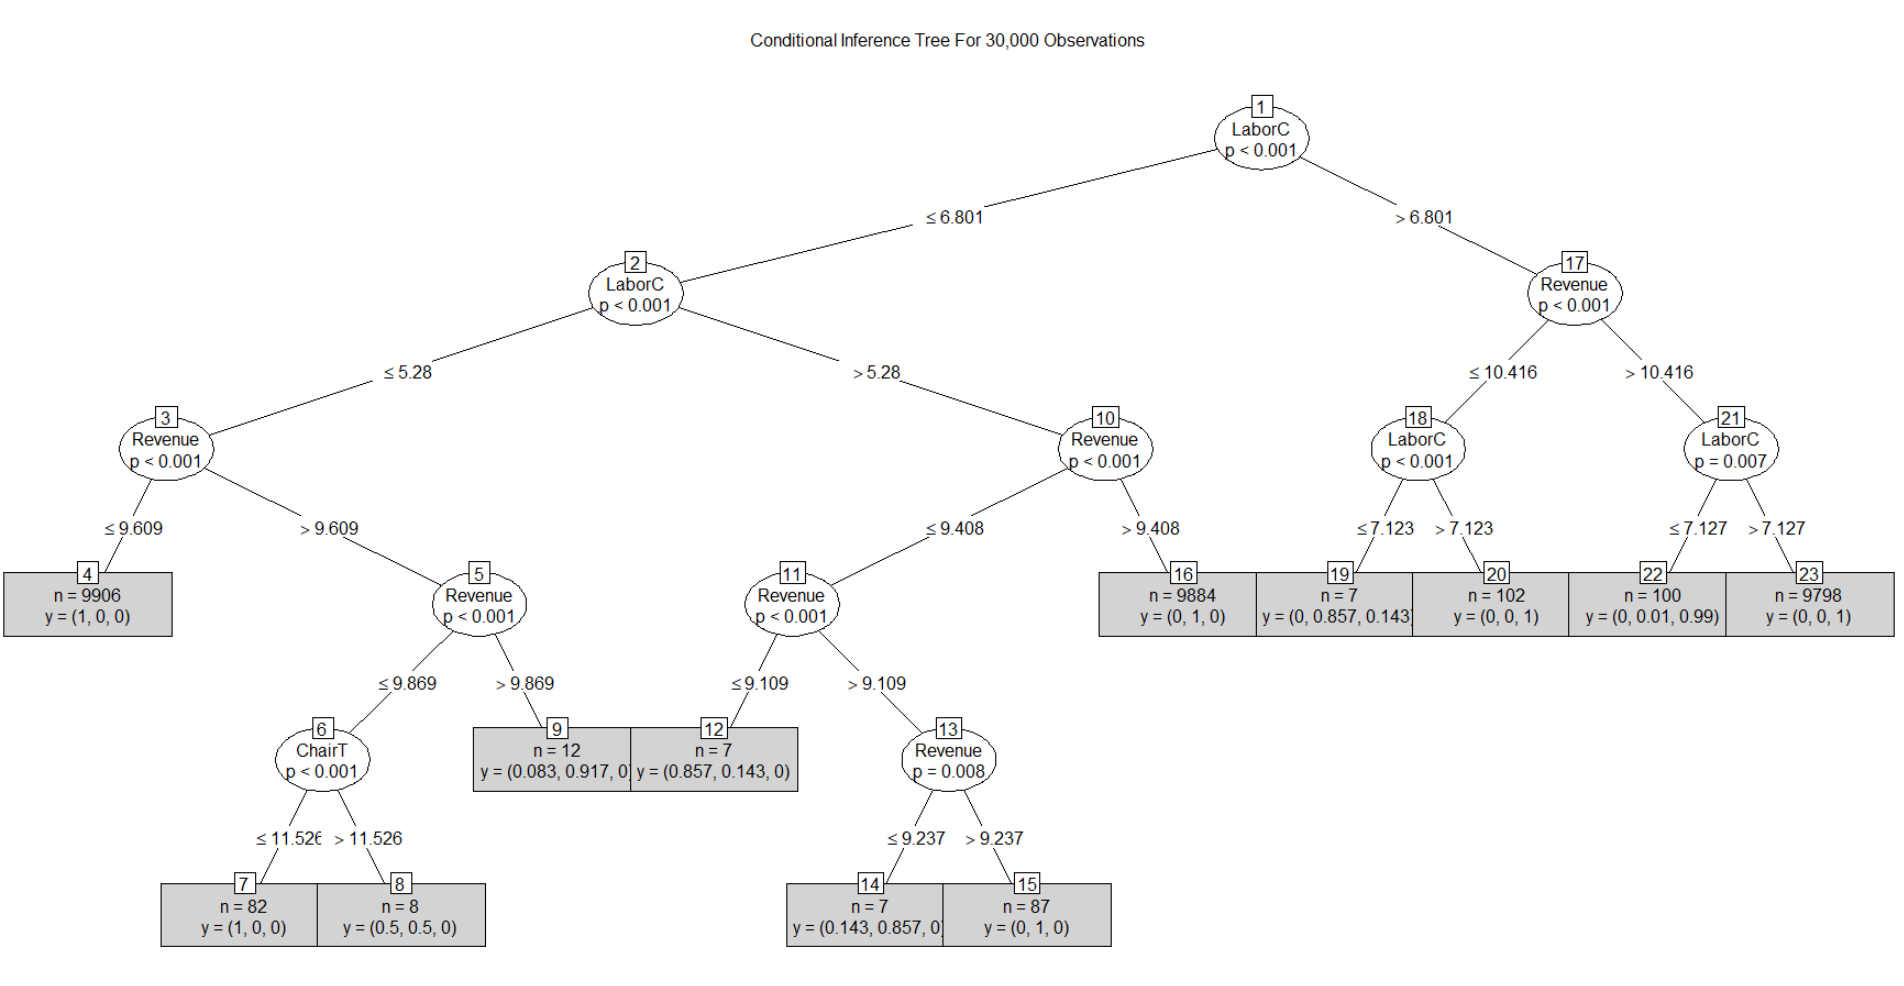 Conditional Inference Tree For 30,000 Observations
1
LaborC
p < 0.001
≤ 6.801
> 6.801
2
LaborC
p < 0.001
17
Revenue
p < 0.001
≤ 5.28
> 5.28
≤ 10.416
> 10.416
3
Revenue
p < 0.001
10
Revenue
p < 0.001
18
LaborC
p < 0.001
21
LaborC
p = 0.007
≤ 9.609
> 9.609
≤ 9.408
> 9.408
≤ 7.123
> 7.123
≤ 7.127
> 7.127
4
n = 9906
y = (1, 0, 0)
5
Revenue
p < 0.001
11
Revenue
p < 0.001
16
n = 9884
y = (0, 1, 0)
19
n = 7
y = (0, 0.857, 0.143)
20
n = 102
y = (0, 0, 1)
22
n = 100
y = (0, 0.01, 0.99)
23
n = 9798
y = (0, 0, 1)
≤ 9.869
> 9.869
≤ 9.109
> 9.109
6
ChairT
p < 0.001
9
n = 12
y = (0.083, 0.917, 0)
12
n = 7
y = (0.857, 0.143, 0)
13
Revenue
p = 0.008
≤ 11.526
> 11.526
≤ 9.237
> 9.237
7
n = 82
y = (1, 0, 0)
8
n = 8
y = (0.5, 0.5, 0)
14
n = 7
y = (0.143, 0.857, 0)
15
n = 87
y = (0, 1, 0)